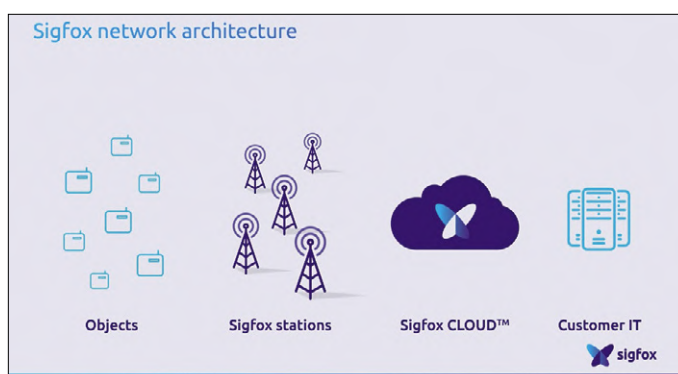 Sigfox network architecture
Objects
Sigfox stations
Sigfox CLOUD™
Customer IT
sigfox